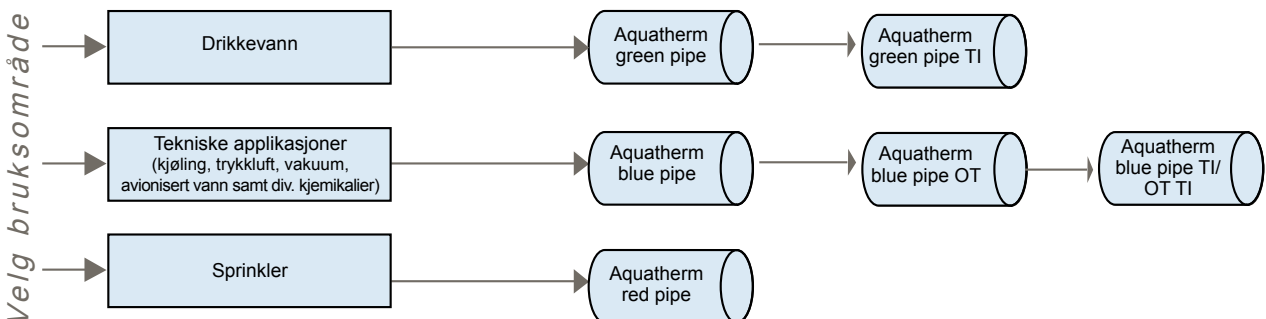 Velg bruksområde
Drikkevann
Aquatherm
green pipe
Aquatherm
green pipe TI
Tekniske applikasjoner
(kjøling, trykkluft, vakuum,
avionisert vann samt div. kjemikalier)
Aquatherm
blue pipe
Aquatherm
blue pipe OT
Aquatherm
blue pipe TI/
OT TI
Sprinkler
Aquatherm
red pipe